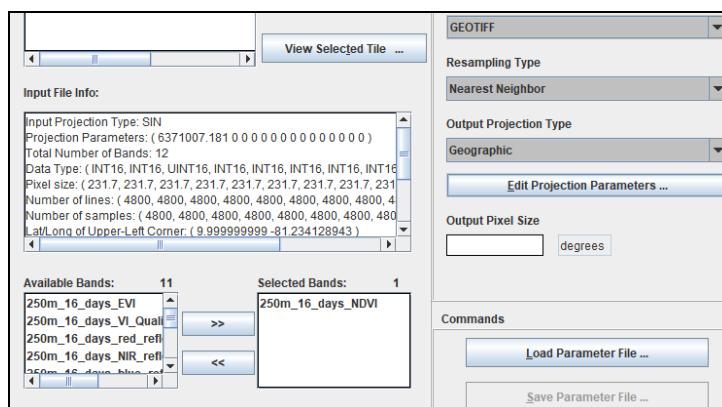 View Selected Tile ...
Input File Info:
Input Projection Type: SIN
Projection Parameters: ( 6371007.181 0 0 0 0 0 0 0 0 0 0 0 0 0 0 )
Total Number of Bands: 12
Data Type: ( INT16, INT16, UINT16, INT16, INT16, INT16, INT16, INT16
Pixel size: ( 231.7, 231.7, 231.7, 231.7, 231.7, 231.7, 231.7, 231
Number of lines: ( 4800, 4800, 4800, 4800, 4800, 4800, 4800, 4
Number of samples: ( 4800, 4800, 4800, 4800, 4800, 4800, 480
Lat/Long of Upper-Left Corner: ( 9.999999999 -81.234128943 )
Available Bands: 11
250m_16_days_EVI
250m_16_days_VI_Quali
250m_16_days_red_refle
250m_16_days_NIR_refl
250m_16_days_blue_ref
>>
<<
Selected Bands: 1
250m_16_days_NDVI
GEOTIFF
Resampling Type
Nearest Neighbor
Output Projection Type
Geographic
Edit Projection Parameters ...
Output Pixel Size
degrees
Commands
Load Parameter File ...
Save Parameter File ...